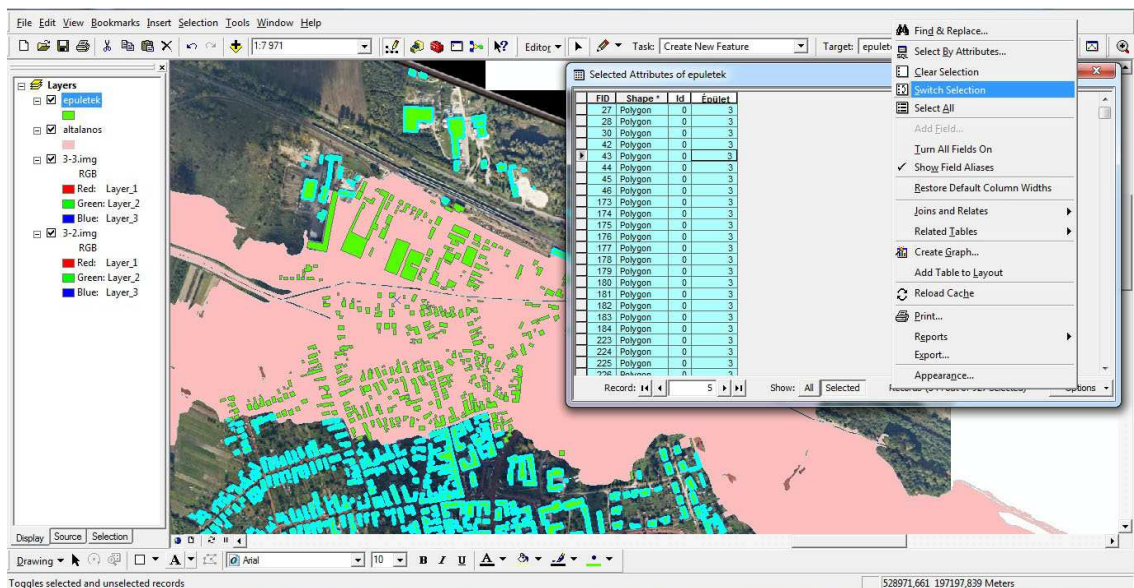 File Edit View Bookmarks Insert Selection Tools Window Help
1:7 971
Editor
Task: Create New Feature
Target:
Layers
epuletek
altalanos
3-3.img
RGB
Red: Layer_1
Green: Layer_2
Blue: Layer_3
3-2.img
RGB
Red: Layer_1
Green: Layer_2
Blue: Layer_3
Display Source Selection
Selected Attributes of epuletek
FID Shape * Id Épület
27 Polygon 0 3
28 Polygon 0 3
30 Polygon 0 3
42 Polygon 0 3
43 Polygon 0 3
44 Polygon 0 3
45 Polygon 0 3
46 Polygon 0 3
173 Polygon 0 3
174 Polygon 0 3
175 Polygon 0 3
176 Polygon 0 3
177 Polygon 0 3
178 Polygon 0 3
179 Polygon 0 3
180 Polygon 0 3
181 Polygon 0 3
182 Polygon 0 3
183 Polygon 0 3
184 Polygon 0 3
223 Polygon 0 3
224 Polygon 0 3
225 Polygon 0 3
226 Polygon 0 3
Record: 5 Show: All Selected
Find & Replace...
Select By Attributes...
Clear Selection
Switch Selection
Select All
Add Field...
Turn All Fields On
Show Field Aliases
Restore Default Column Widths
Joins and Relates
Related Tables
Create Graph...
Add Table to Layout
Reload Cache
Print...
Reports
Export...
Appearance...
Drawing A Arial 10 B I U A
Toggles selected and unselected records
528971,661 197197,839 Meters